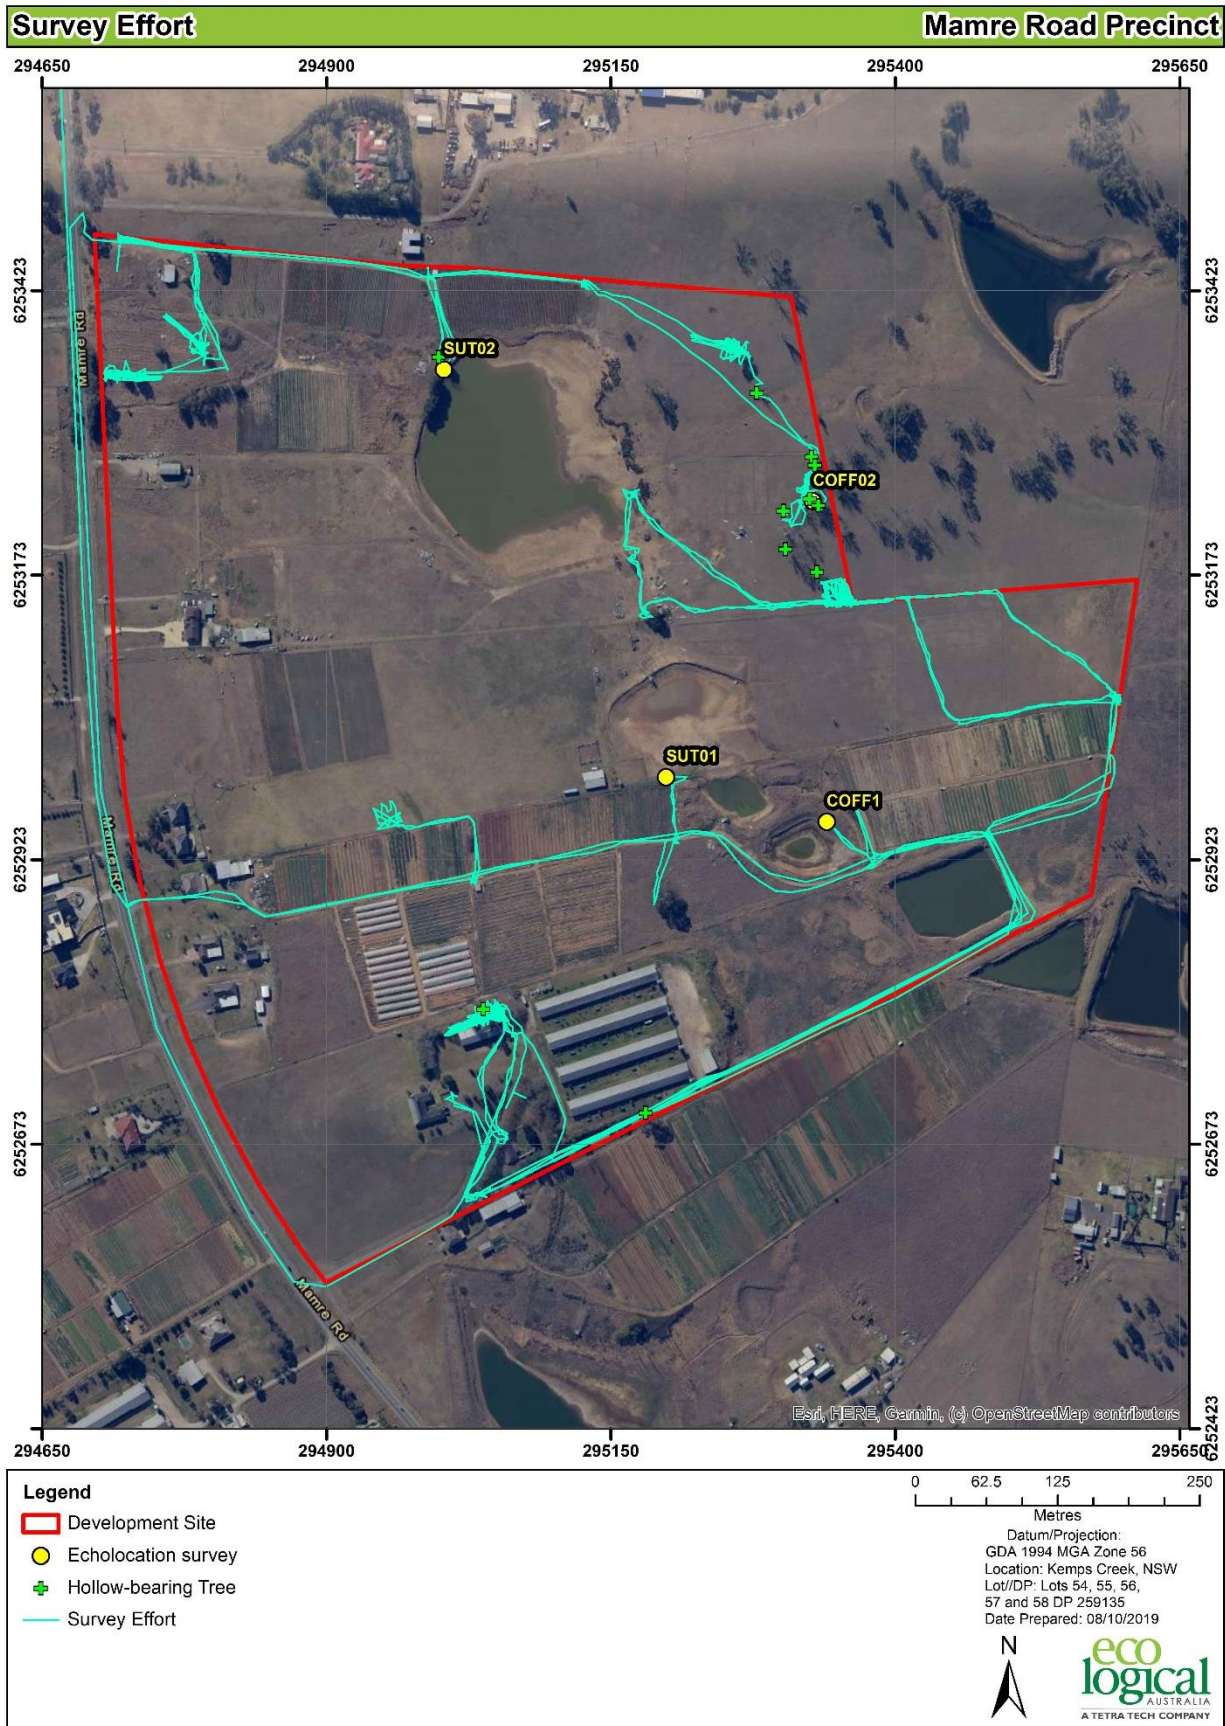 Survey Effort
Mamre Road Precinct
294650
294900
295150
295400
295650
6253423
6253423
Mamre Rd
SUT02
COFF02
6253173
6253173
SUT01
COFF1
Mamre Rd
6252923
6252923
6252673
6252673
Mamre Rd
Esri, HERE, Garmin, (c) OpenStreetMap contributors
6252423
294650
294900
295150
295400
295650
Legend
Development Site
Echolocation survey
Hollow-bearing Tree
Survey Effort
0 62.5 125 250
Metres
Datum/Projection:
GDA 1994 MGA Zone 56
Location: Kemps Creek, NSW
Lot//DP: Lots 54, 55, 56,
57 and 58 DP 259135
Date Prepared: 08/10/2019
N
eco
logical
AUSTRALIA
A TETRA TECH COMPANY